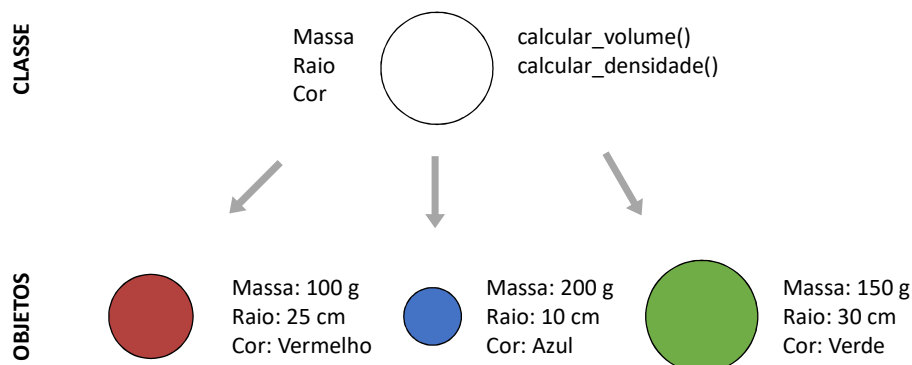 CLASSE
Massa
Raio
Cor
calcular_volume()
calcular_densidade()
OBJETOS
Massa: 100 g
Raio: 25 cm
Cor: Vermelho
Massa: 200 g
Raio: 10 cm
Cor: Azul
Massa: 150 g
Raio: 30 cm
Cor: Verde